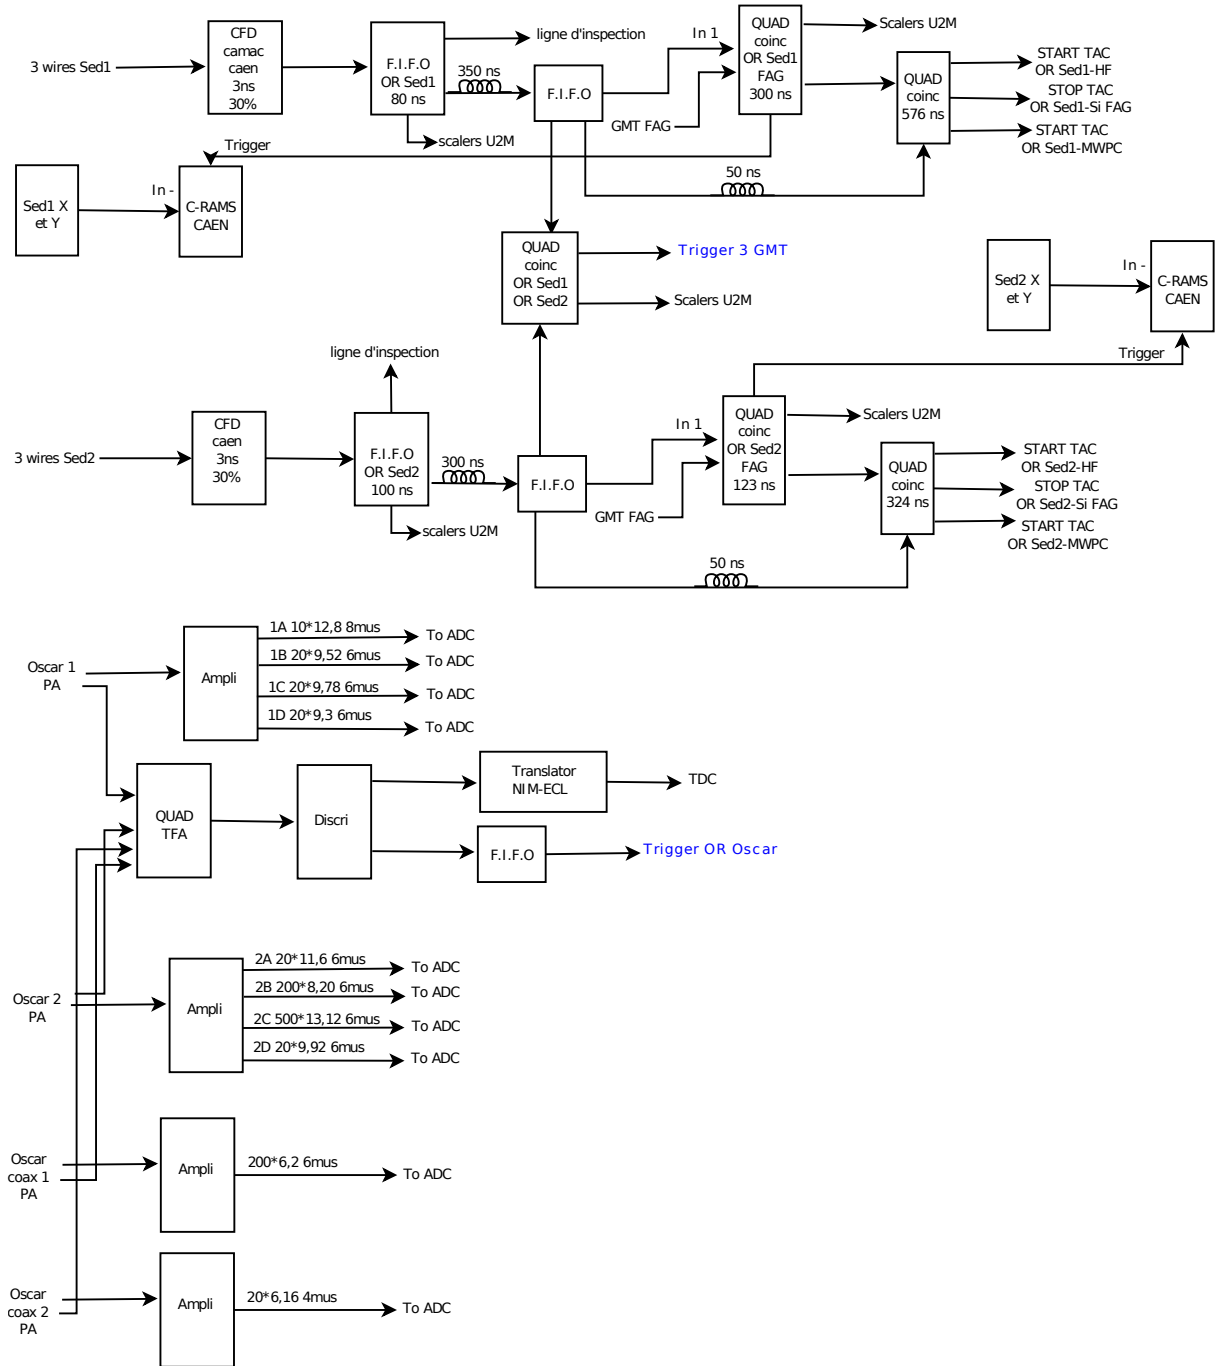 3 wires Sed1
CFD
camac
caen
3ns
30%
F.I.F.O
OR Sed1
80 ns
ligne d'inspection
scalers U2M
350 ns
F.I.F.O
In 1
GMT FAG
QUAD
coinc
OR Sed1
FAG
300 ns
Scalers U2M
QUAD
coinc
576 ns
START TAC
OR Sed1-HF
STOP TAC
OR Sed1-Si FAG
START TAC
OR Sed1-MWPC
Trigger
50 ns
Sed1 X
et Y
In -
C-RAMS
CAEN
QUAD
coinc
OR Sed1
OR Sed2
Trigger 3 GMT
Scalers U2M
Sed2 X
et Y
In -
C-RAMS
CAEN
Trigger
ligne d'inspection
3 wires Sed2
CFD
caen
3ns
30%
F.I.F.O
OR Sed2
100 ns
scalers U2M
300 ns
F.I.F.O
In 1
GMT FAG
QUAD
coinc
OR Sed2
FAG
123 ns
Scalers U2M
QUAD
coinc
324 ns
START TAC
OR Sed2-HF
STOP TAC
OR Sed2-Si FAG
START TAC
OR Sed2-MWPC
50 ns
Oscar 1
PA
Ampli
1A 10*12,8 8mus
To ADC
1B 20*9,52 6mus
To ADC
1C 20*9,78 6mus
To ADC
1D 20*9,3 6mus
To ADC
QUAD
TFA
Discri
Translator
NIM-ECL
TDC
F.I.F.O
Trigger OR Oscar
Oscar 2
PA
Ampli
2A 20*11,6 6mus
To ADC
2B 200*8,20 6mus
To ADC
2C 500*13,12 6mus
To ADC
2D 20*9,92 6mus
To ADC
Oscar
coax 1
PA
Ampli
200*6,2 6mus
To ADC
Oscar
coax 2
PA
Ampli
20*6,16 4mus
To ADC